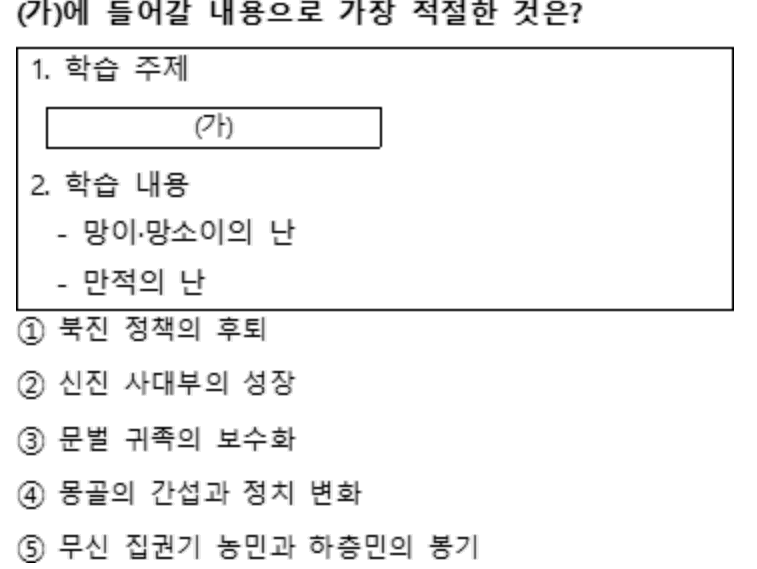 (가)에 들어갈 내용으로 가장 적절한 것은?
1. 학습 주제
(가)
2. 학습 내용
- 망이·망소이의 난
- 만적의 난
① 북진 정책의 후퇴
② 신진 사대부의 성장
③ 문벌 귀족의 보수화
④ 몽골의 간섭과 정치 변화
⑤ 무신 집권기 농민과 하층민의 봉기